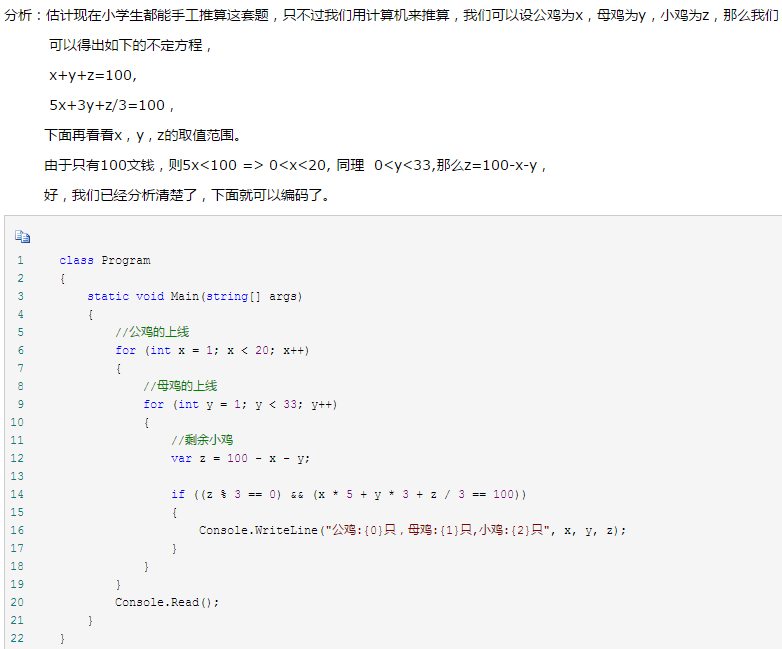 分析：估计现在小学生都能手工推算这套题，只不过我们用计算机来推算，我们可以设公鸡为x，母鸡为y，小鸡为z，那么我们
可以得出如下的不定方程，
x+y+z=100,
5x+3y+z/3=100，
下面再看看x，y，z的取值范围。
由于只有100文钱，则5x<100 => 0<x<20, 同理  0<y<33,那么z=100-x-y，
好，我们已经分析清楚了，下面就可以编码了。
1 class Program
2 {
3 static void Main(string[] args)
4 {
5 //公鸡的上线
6 for (int x = 1; x < 20; x++)
7 {
8 //母鸡的上线
9 for (int y = 1; y < 33; y++)
10 {
11 //剩余小鸡
12 var z = 100 - x - y;
13
14 if ((z % 3 == 0) && (x * 5 + y * 3 + z / 3 == 100))
15 {
16 Console.WriteLine("公鸡:{0}只，母鸡:{1}只,小鸡:{2}只", x, y, z);
17 }
18 }
19 }
20 Console.Read();
21 }
22 }